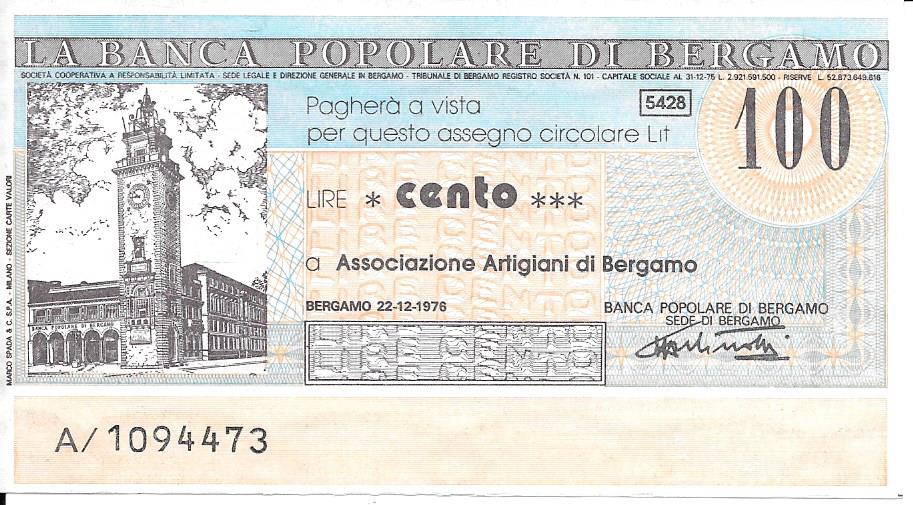 LA BANCA POPOLARE DI BERGAMO
SOCIETÀ COOPERATIVA A RESPONSABILITÀ LIMITATA - SEDE LEGALE E DIREZIONE GENERALE IN BERGAMO - TRIBUNALE DI BERGAMO REGISTRO SOCIETÀ N. 101 - CAPITALE SOCIALE AL 31-12-75 L. 2.921.591.500 - RISERVE L. 52.873.649.616
Pagherà a vista
5428
per questo assegno circolare Lit
100
LIRE * cento ***
a Associazione Artigiani di Bergamo
BERGAMO 22-12-1976
BANCA POPOLARE DI BERGAMO
SEDE DI BERGAMO
BANCA POPOLARE DI BERGAMO
MARCO SPADA & C. S.P.A. - MILANO - SEZIONE CARTE VALORI
A/1094473